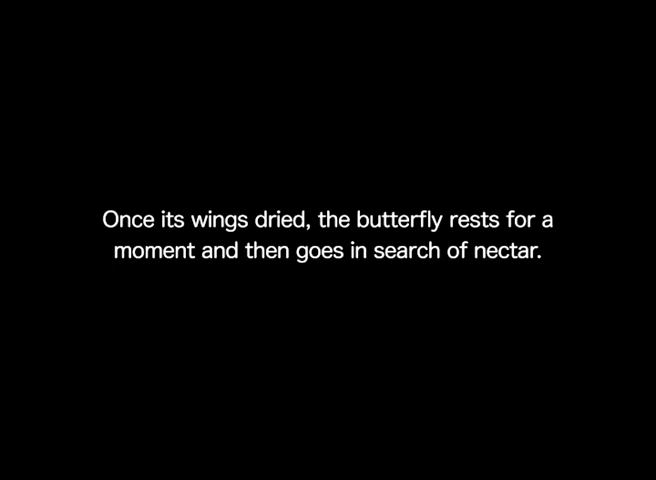 Once its wings dried, the butterfly rests for a
moment and then goes in search of nectar.